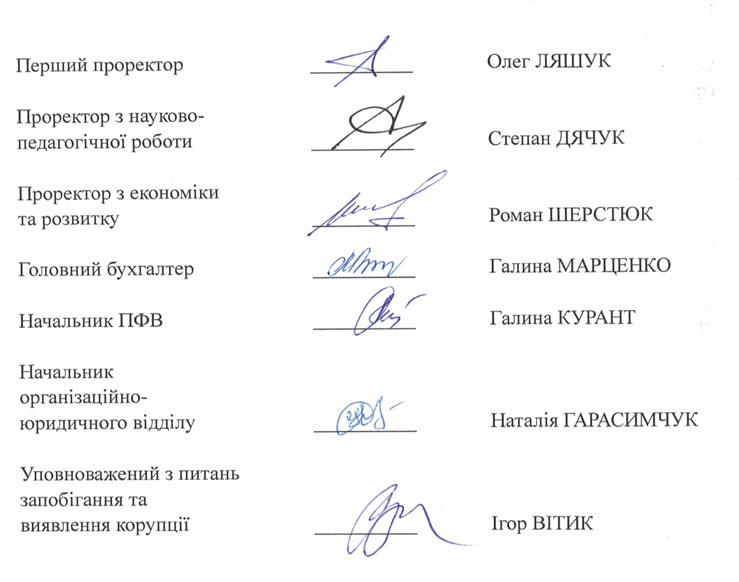 Перший проректор Олег ЛЯШУК
Проректор з науково-
педагогічної роботи Степан ДЯЧУК
Проректор з економіки
та розвитку Роман ШЕРСТЮК
Головний бухгалтер Галина МАРЦЕНКО
Начальник ПФВ Галина КУРАНТ
Начальник
організаційно-
юридичного відділу Наталія ГАРАСИМЧУК
Уповноважений з питань
запобігання та
виявлення корупції Ігор ВІТИК